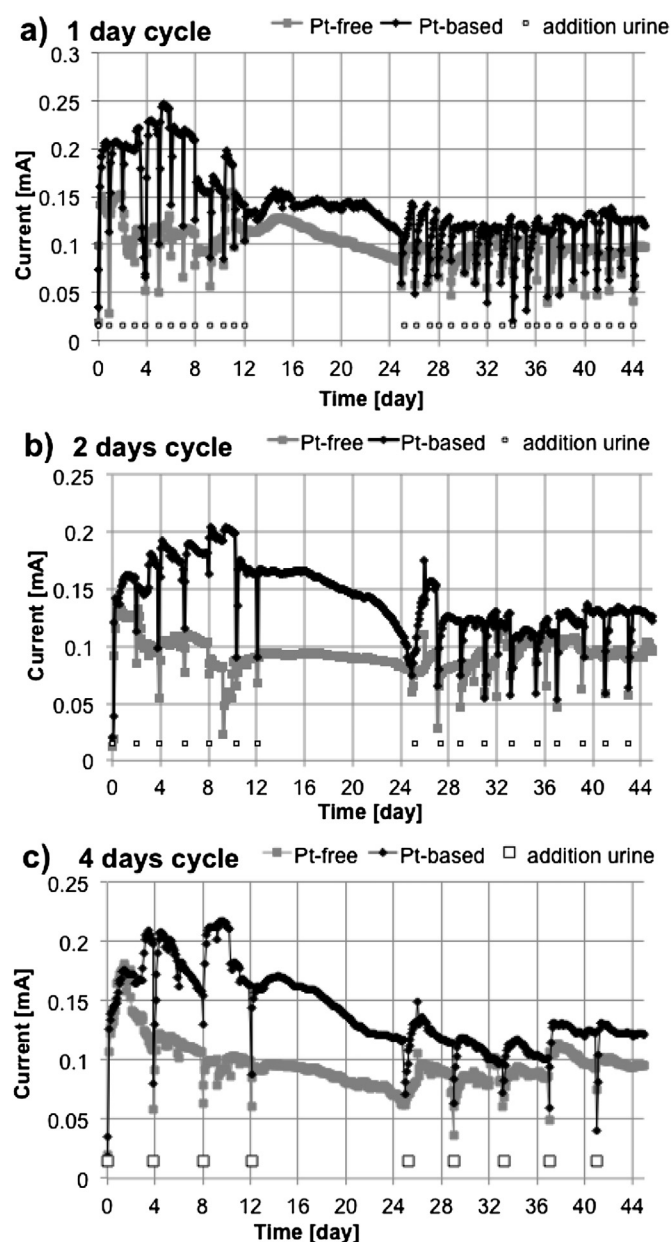 a) 1 day cycle
Pt-free Pt-based addition urine
0.3
0.25
0.2
0.15
0.1
0.05
0
Current [mA]
0 4 8 12 16 20 24 28 32 36 40 44
Time [day]
b) 2 days cycle
Pt-free Pt-based addition urine
0.25
0.2
0.15
0.1
0.05
0
Current [mA]
0 4 8 12 16 20 24 28 32 36 40 44
Time [day]
c) 4 days cycle
Pt-free Pt-based addition urine
0.25
0.2
0.15
0.1
0.05
0
Current [mA]
0 4 8 12 16 20 24 28 32 36 40 44
Time [day]